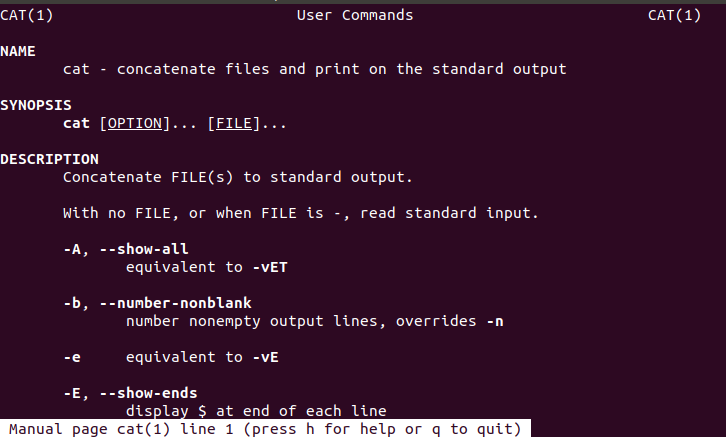 CAT(1) User Commands CAT(1)
NAME
cat - concatenate files and print on the standard output
SYNOPSIS
cat [OPTION]... [FILE]...
DESCRIPTION
Concatenate FILE(s) to standard output.
With no FILE, or when FILE is -, read standard input.
-A, --show-all
equivalent to -vET
-b, --number-nonblank
number nonempty output lines, overrides -n
-e equivalent to -vE
-E, --show-ends
display $ at end of each line
Manual page cat(1) line 1 (press h for help or q to quit)